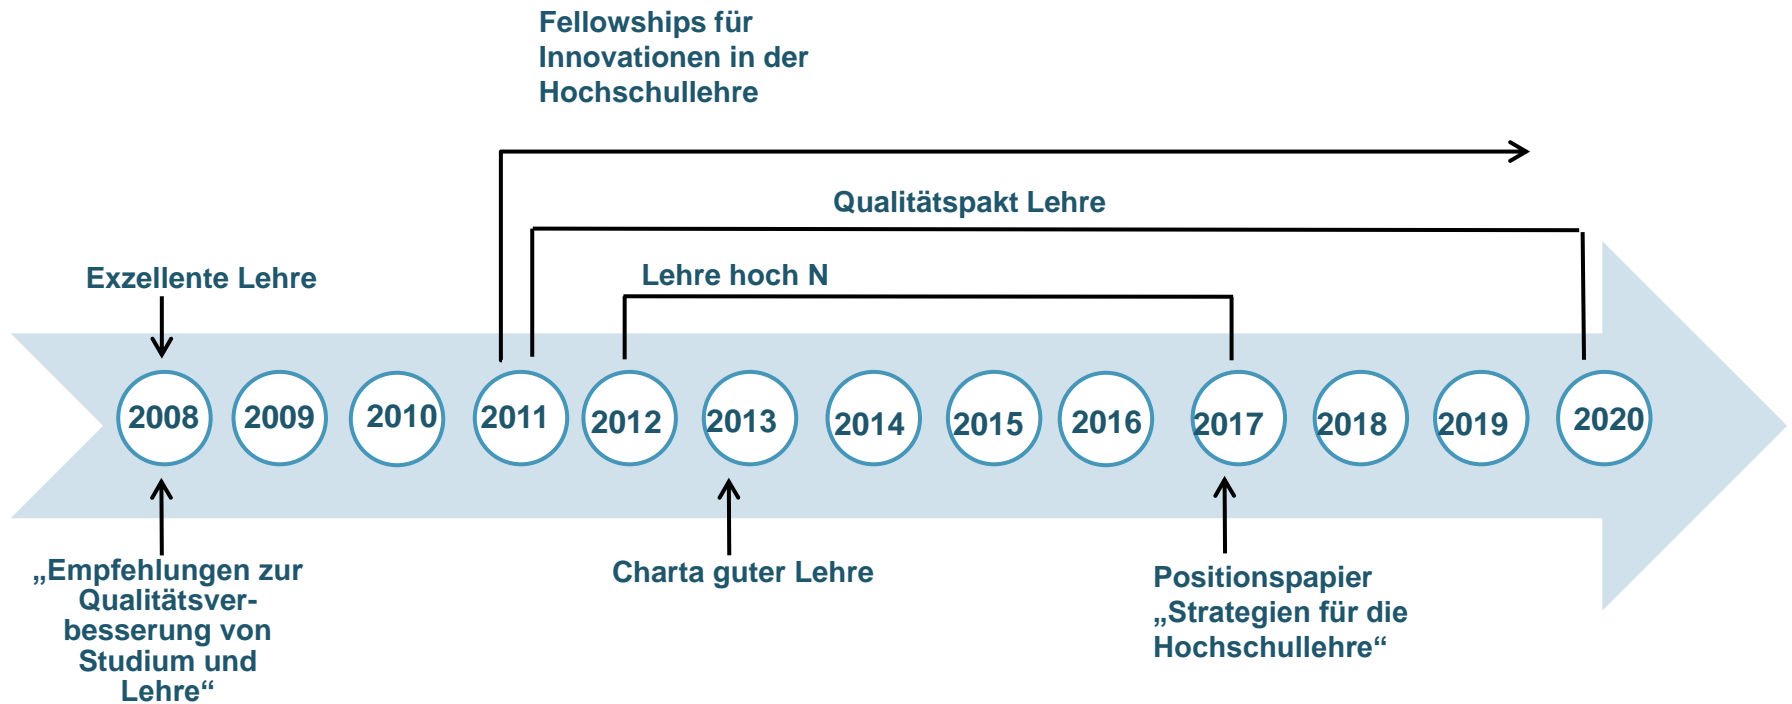 Fellowships für
Innovationen in der
Hochschullehre
Qualitätspakt Lehre
Lehre hoch N
Exzellente Lehre
2008 2009 2010 2011 2012 2013 2014 2015 2016 2017 2018 2019 2020
„Empfehlungen zur
Qualitätsver-
besserung von
Studium und
Lehre“
Charta guter Lehre
Positionspapier
„Strategien für die
Hochschullehre“